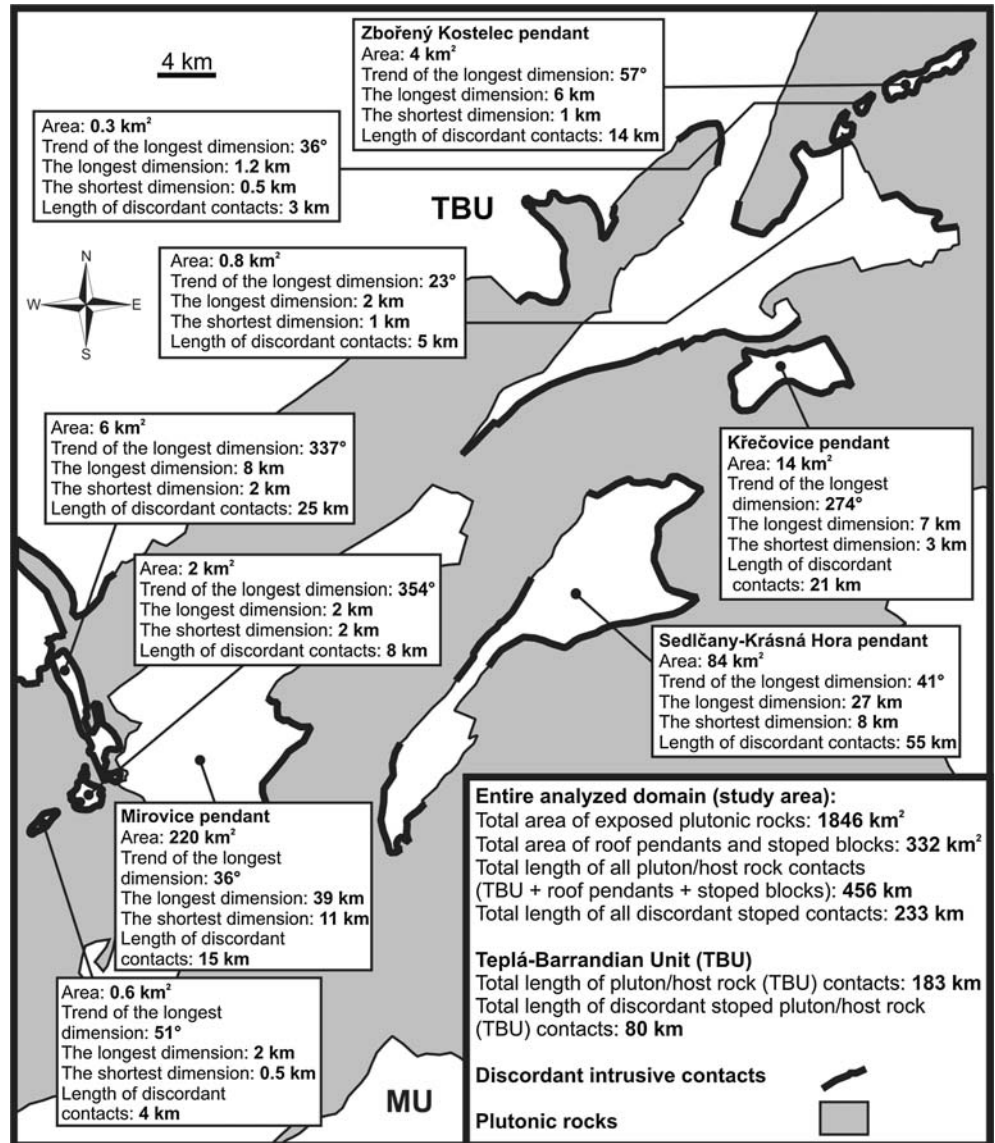 Zbořený Kostelec pendant
Area: 4 km²
Trend of the longest dimension: 57°
The longest dimension: 6 km
The shortest dimension: 1 km
Length of discordant contacts: 14 km
4 km
Area: 0.3 km²
Trend of the longest dimension: 36°
The longest dimension: 1.2 km
The shortest dimension: 0.5 km
Length of discordant contacts: 3 km
TBU
Area: 0.8 km²
Trend of the longest dimension: 23°
The longest dimension: 2 km
The shortest dimension: 1 km
Length of discordant contacts: 5 km
N
W
E
S
Area: 6 km²
Trend of the longest dimension: 337°
The longest dimension: 8 km
The shortest dimension: 2 km
Length of discordant contacts: 25 km
Křečovice pendant
Area: 14 km²
Trend of the longest
dimension: 274°
The longest dimension: 7 km
The shortest dimension: 3 km
Length of discordant
contacts: 21 km
Area: 2 km²
Trend of the longest dimension: 354°
The longest dimension: 2 km
The shortest dimension: 2 km
Length of discordant contacts: 8 km
Sedlčany-Krásná Hora pendant
Area: 84 km²
Trend of the longest dimension: 41°
The longest dimension: 27 km
The shortest dimension: 8 km
Length of discordant contacts: 55 km
Mirovice pendant
Area: 220 km²
Trend of the longest
dimension: 36°
The longest dimension: 39 km
The shortest dimension: 11 km
Length of discordant
contacts: 15 km
Area: 0.6 km²
Trend of the longest
dimension: 51°
The longest dimension: 2 km
The shortest dimension: 0.5 km
Length of discordant
contacts: 4 km
MU
Entire analyzed domain (study area):
Total area of exposed plutonic rocks: 1846 km²
Total area of roof pendants and stoped blocks: 332 km²
Total length of all pluton/host rock contacts
(TBU + roof pendants + stoped blocks): 456 km
Total length of all discordant stoped contacts: 233 km
Teplá-Barrandian Unit (TBU)
Total length of pluton/host rock (TBU) contacts: 183 km
Total length of discordant stoped pluton/host rock
(TBU) contacts: 80 km
Discordant intrusive contacts
Plutonic rocks